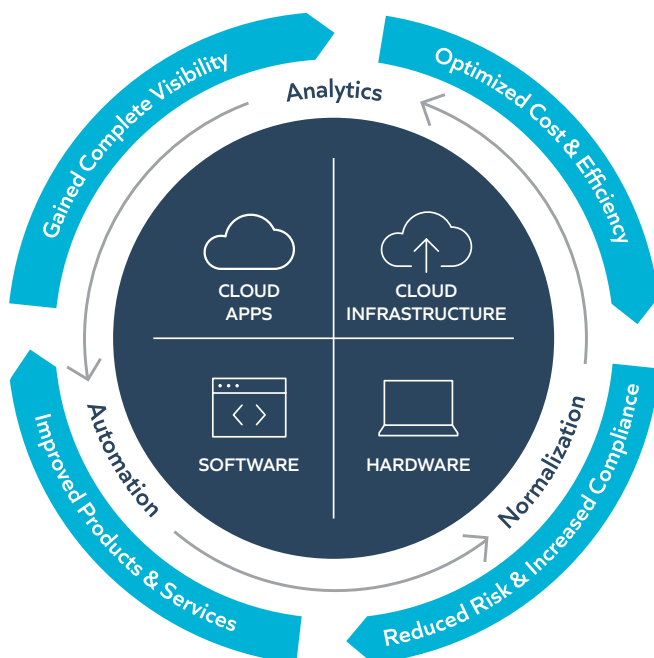 Gained Complete Visibility
Optimized Cost & Efficiency
Analytics
CLOUD
APPS
CLOUD
INFRASTRUCTURE
SOFTWARE
HARDWARE
Automation
Normalization
Improved Products & Services
Reduced Risk & Increased Compliance